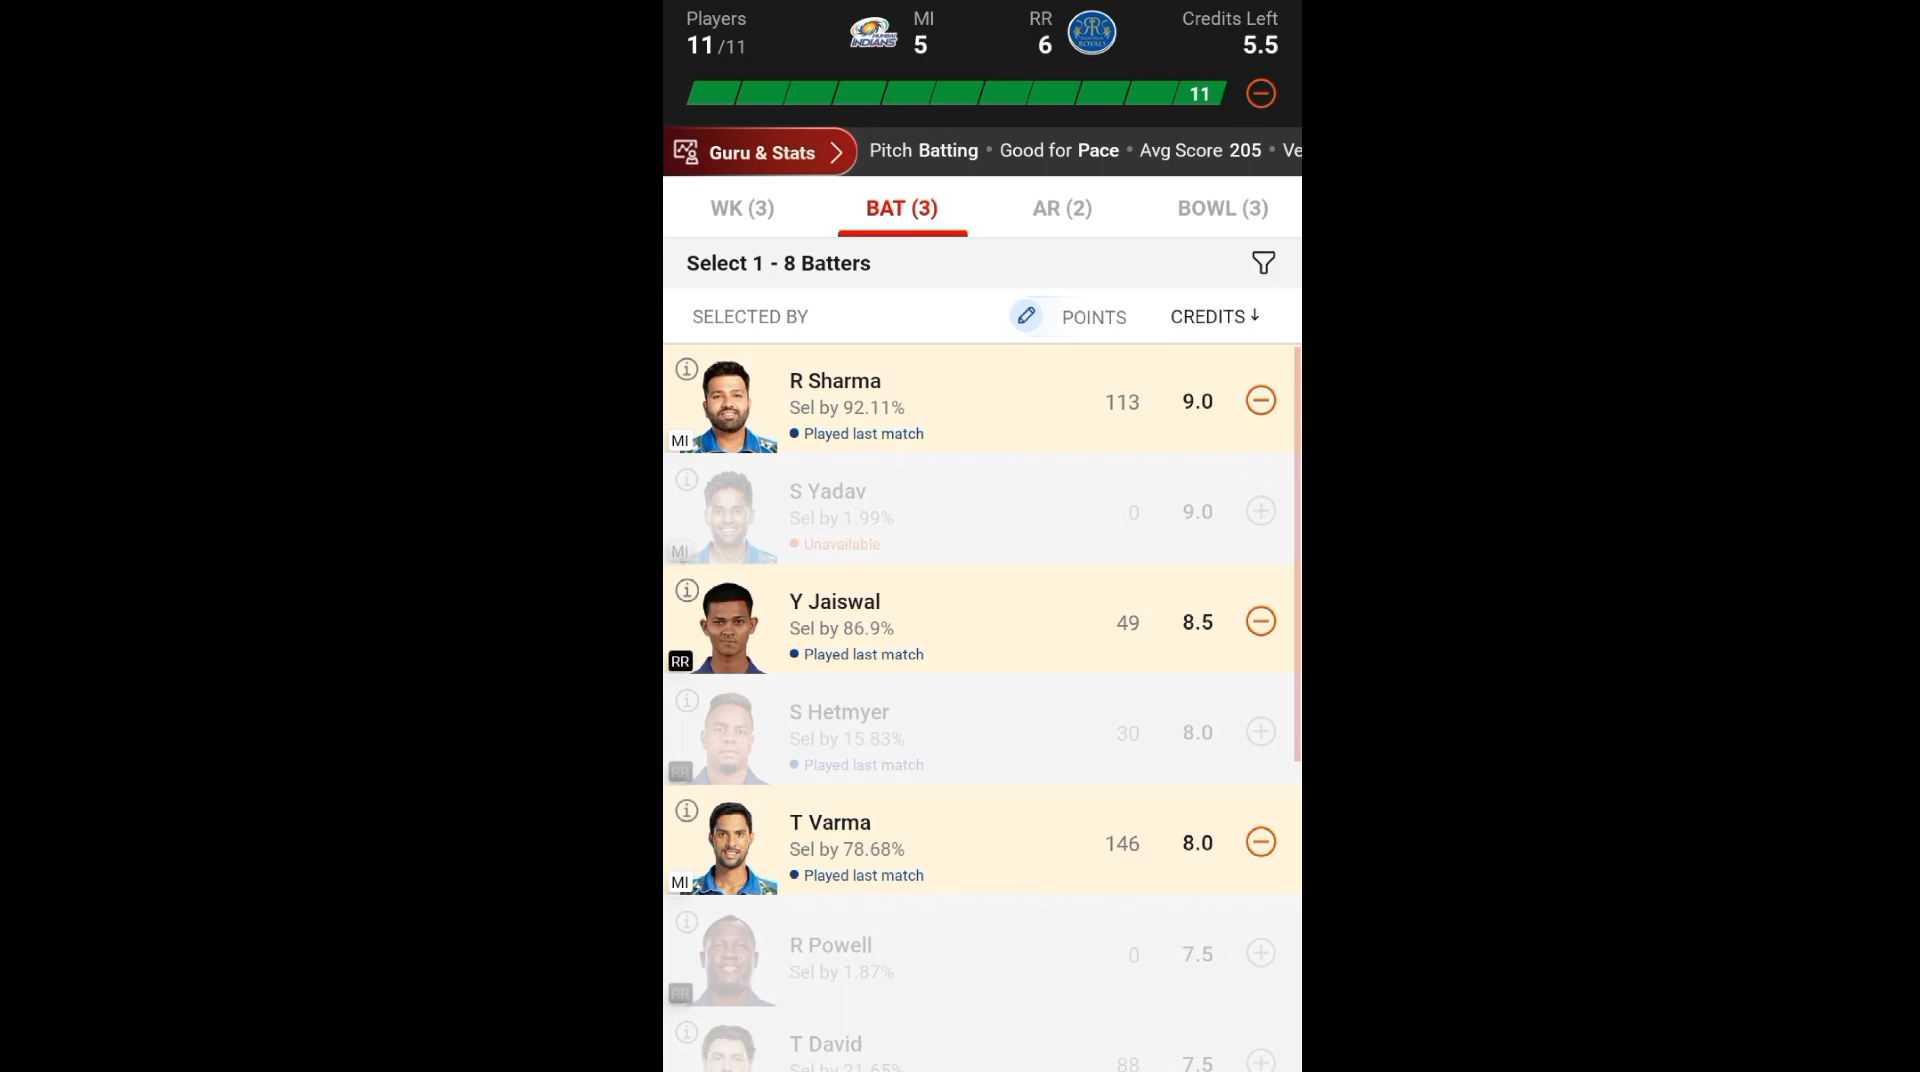 Players MI RR Credits Left
11/11 5 6 5.5
11
Guru & Stats Pitch Batting • Good for Pace • Avg Score 205 • Ve
WK (3) BAT (3) AR (2) BOWL (3)
Select 1 - 8 Batters
SELECTED BY POINTS CREDITS↓
R Sharma
Sel by 92.11% 113 9.0
Played last match
MI
S Yadav
Sel by 1.99% 0 9.0
Unavailable
MI
Y Jaiswal
Sel by 86.9% 49 8.5
Played last match
RR
S Hetmyer
Sel by 15.83% 30 8.0
Played last match
RR
T Varma
Sel by 78.68% 146 8.0
Played last match
MI
R Powell
Sel by 1.87% 0 7.5
RR
T David
Sel by 21.65% 88 7.5